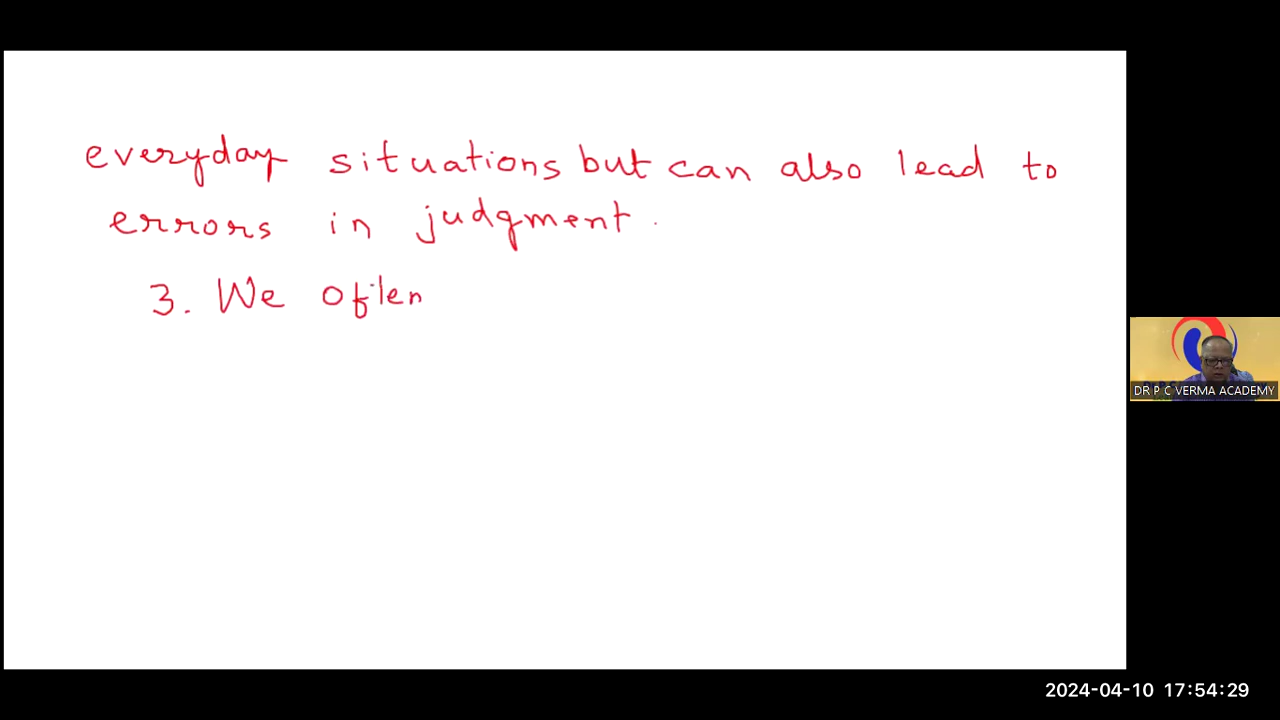 everyday situations but can also lead to
errors in judgment.
3. We often
DR P C VERMA ACADEMY
2024-04-10 17:54:29